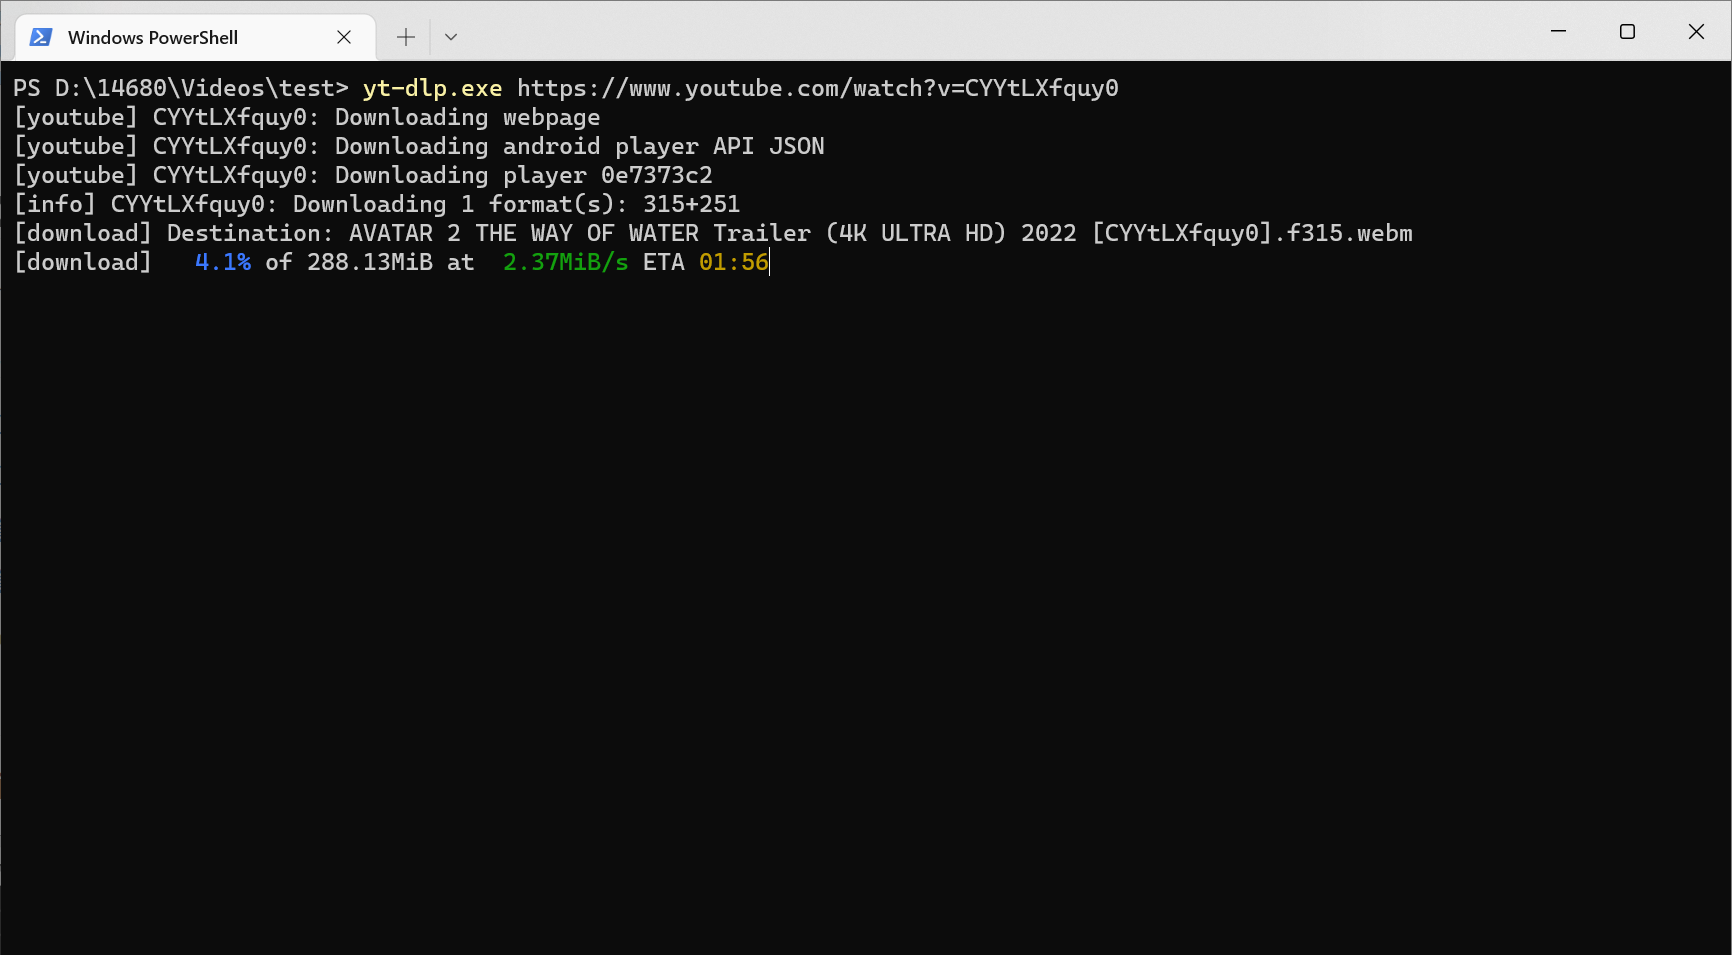 Windows PowerShell
PS D:\14680\Videos\test> yt-dlp.exe https://www.youtube.com/watch?v=CYYtLXfquy0
[youtube] CYYtLXfquy0: Downloading webpage
[youtube] CYYtLXfquy0: Downloading android player API JSON
[youtube] CYYtLXfquy0: Downloading player 0e7373c2
[info] CYYtLXfquy0: Downloading 1 format(s): 315+251
[download] Destination: AVATAR 2 THE WAY OF WATER Trailer (4K ULTRA HD) 2022 [CYYtLXfquy0].f315.webm
[download]   4.1% of 288.13MiB at  2.37MiB/s ETA 01:56